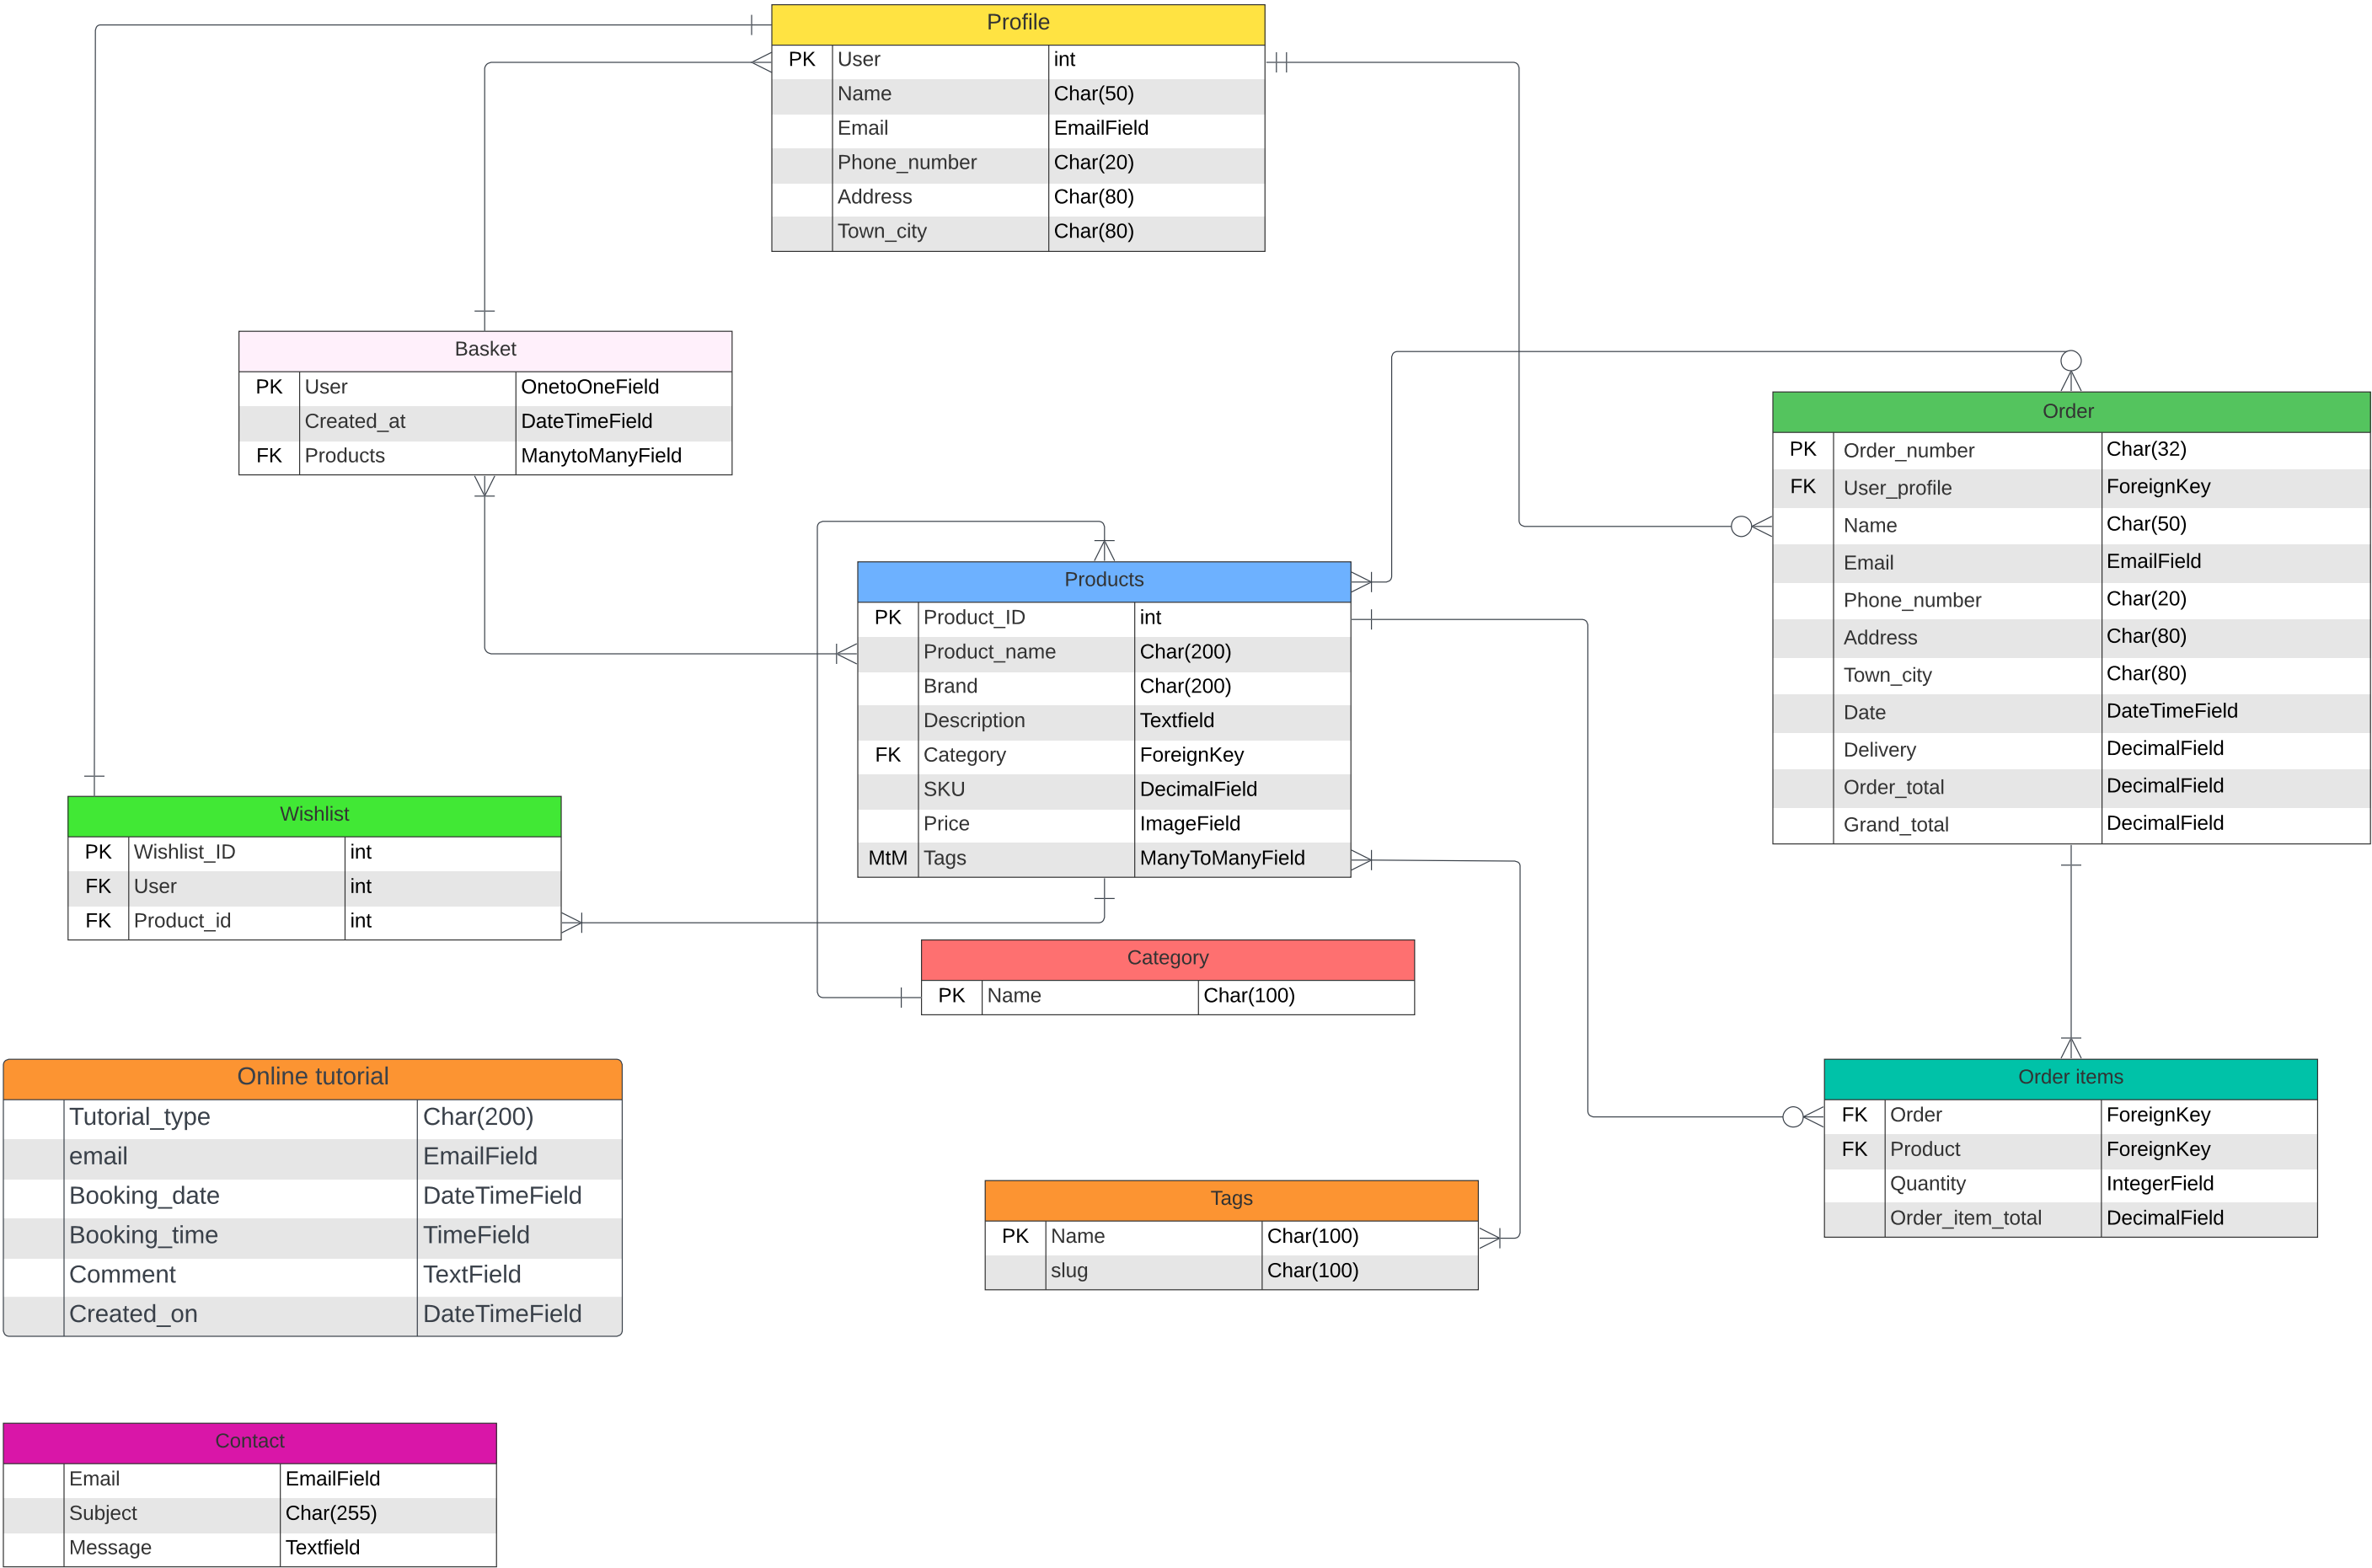 Profile
PK User int
Name Char(50)
Email EmailField
Phone_number Char(20)
Address Char(80)
Town_city Char(80)
Basket
PK User OnetoOneField
Created_at DateTimeField
FK Products ManytoManyField
Order
PK Order_number Char(32)
FK User_profile ForeignKey
Name Char(50)
Email EmailField
Phone_number Char(20)
Address Char(80)
Town_city Char(80)
Date DateTimeField
Delivery DecimalField
Order_total DecimalField
Grand_total DecimalField
Products
PK Product_ID int
Product_name Char(200)
Brand Char(200)
Description Textfield
FK Category ForeignKey
SKU DecimalField
Price ImageField
MtM Tags ManyToManyField
Wishlist
PK Wishlist_ID int
FK User int
FK Product_id int
Category
PK Name Char(100)
Online tutorial
Tutorial_type Char(200)
email EmailField
Booking_date DateTimeField
Booking_time TimeField
Comment TextField
Created_on DateTimeField
Order items
FK Order ForeignKey
FK Product ForeignKey
Quantity IntegerField
Order_item_total DecimalField
Tags
PK Name Char(100)
slug Char(100)
Contact
Email EmailField
Subject Char(255)
Message Textfield